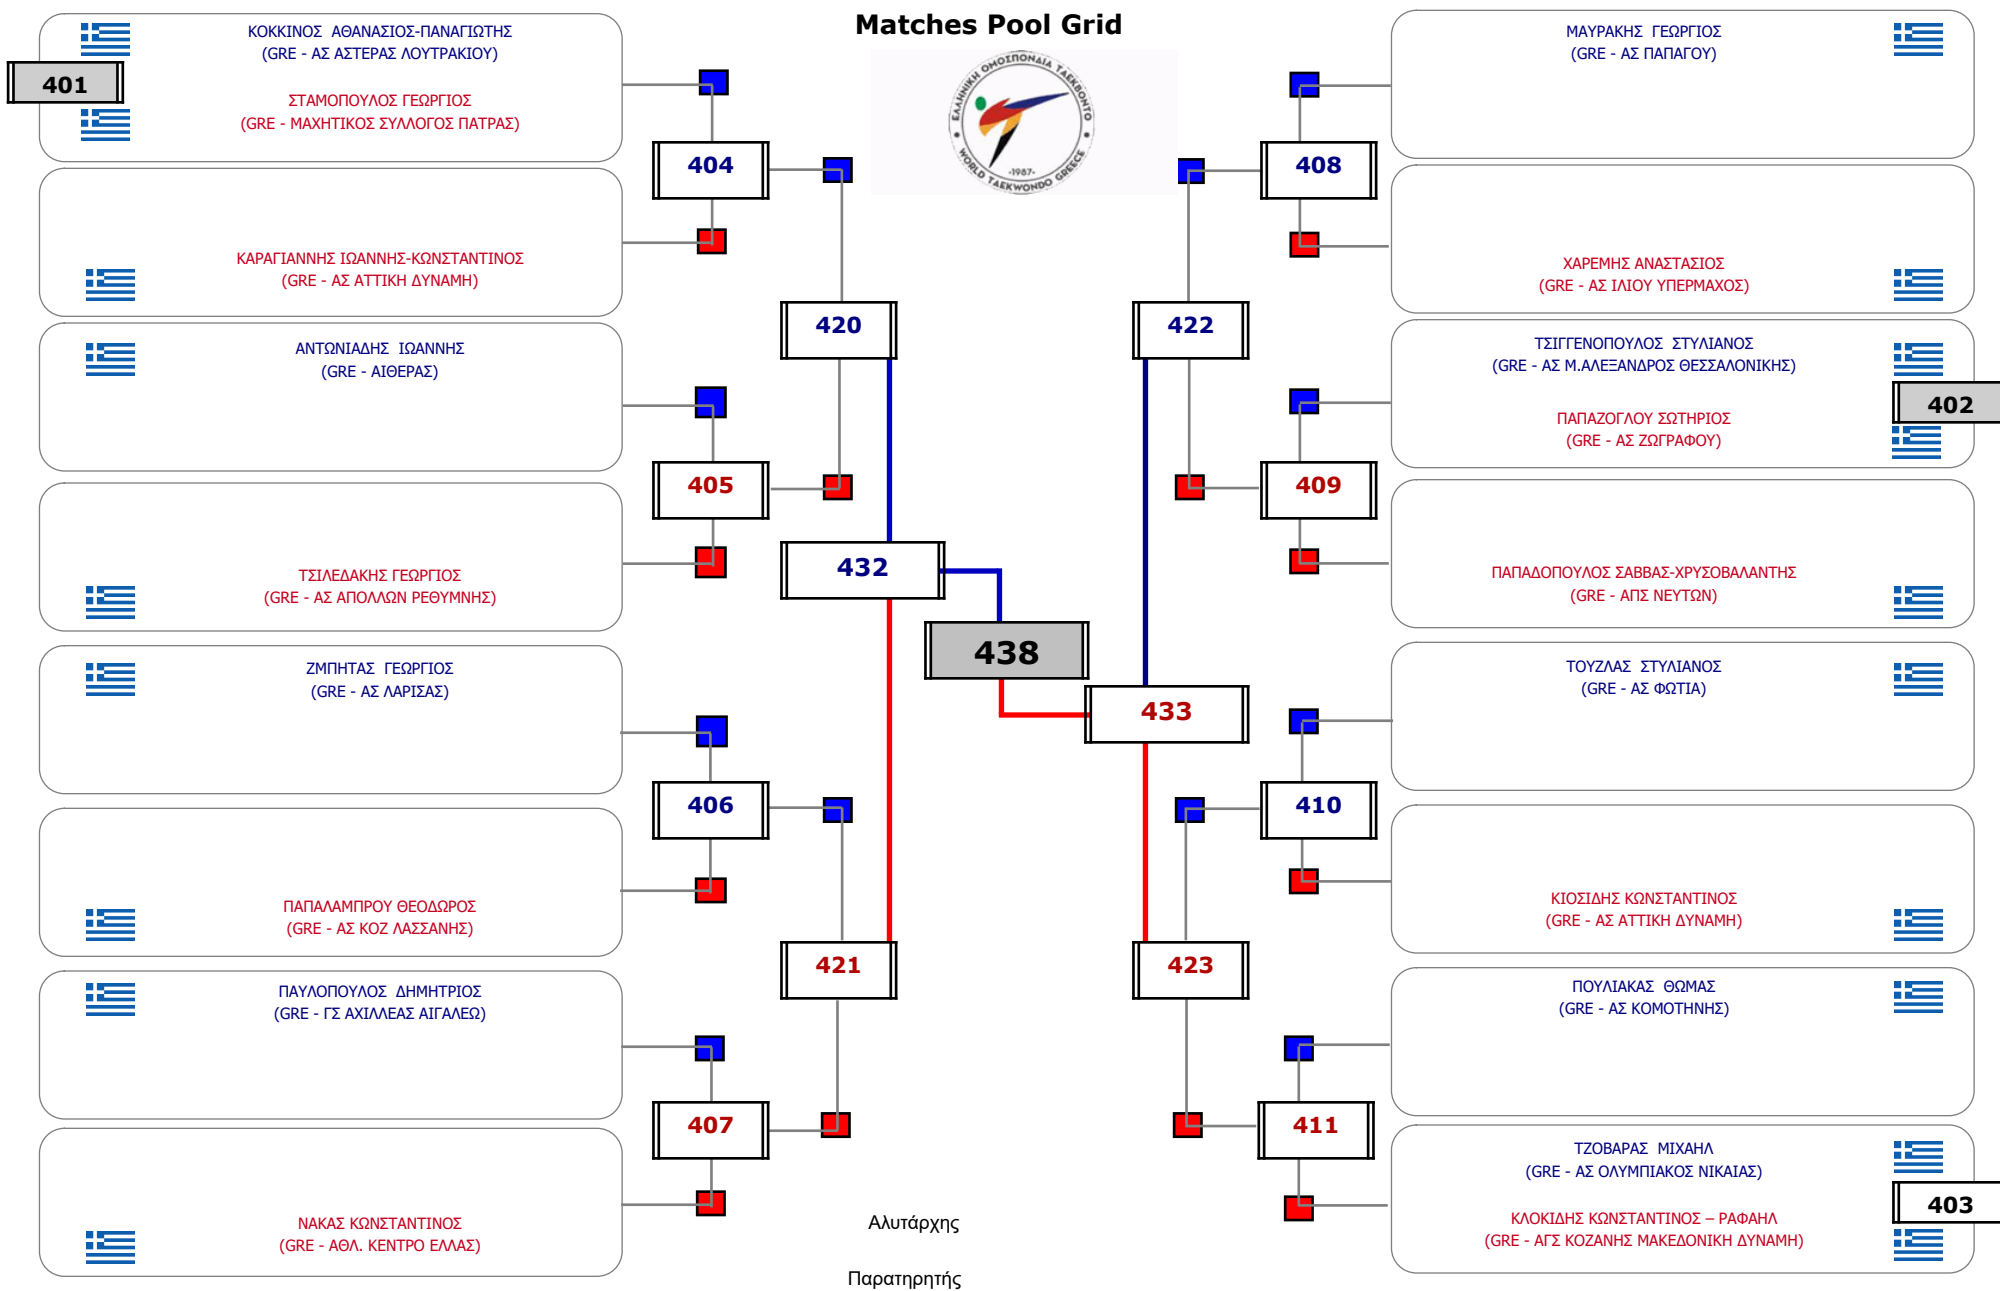 Matches Pool Grid
ΕΛΛΗΝΙΚΗ ΟΜΟΣΠΟΝΔΙΑ ΤΑΕΚΒΟΝΤΟ
WORLD TAEKWONDO GREECE
·1987·
401
ΚΟΚΚΙΝΟΣ ΑΘΑΝΑΣΙΟΣ-ΠΑΝΑΓΙΩΤΗΣ
(GRE - ΑΣ ΑΣΤΕΡΑΣ ΛΟΥΤΡΑΚΙΟΥ)
ΣΤΑΜΟΠΟΥΛΟΣ ΓΕΩΡΓΙΟΣ
(GRE - ΜΑΧΗΤΙΚΟΣ ΣΥΛΛΟΓΟΣ ΠΑΤΡΑΣ)
404
ΚΑΡΑΓΙΑΝΝΗΣ ΙΩΑΝΝΗΣ-ΚΩΝΣΤΑΝΤΙΝΟΣ
(GRE - ΑΣ ΑΤΤΙΚΗ ΔΥΝΑΜΗ)
420
ΑΝΤΩΝΙΑΔΗΣ ΙΩΑΝΝΗΣ
(GRE - ΑΙΘΕΡΑΣ)
405
ΤΣΙΛΕΔΑΚΗΣ ΓΕΩΡΓΙΟΣ
(GRE - ΑΣ ΑΠΟΛΛΩΝ ΡΕΘΥΜΝΗΣ)
432
438
ΖΜΠΗΤΑΣ ΓΕΩΡΓΙΟΣ
(GRE - ΑΣ ΛΑΡΙΣΑΣ)
406
ΠΑΠΑΛΑΜΠΡΟΥ ΘΕΟΔΩΡΟΣ
(GRE - ΑΣ ΚΟΖ ΛΑΣΣΑΝΗΣ)
421
ΠΑΥΛΟΠΟΥΛΟΣ ΔΗΜΗΤΡΙΟΣ
(GRE - ΓΣ ΑΧΙΛΛΕΑΣ ΑΙΓΑΛΕΩ)
407
ΝΑΚΑΣ ΚΩΝΣΤΑΝΤΙΝΟΣ
(GRE - ΑΘΛ. ΚΕΝΤΡΟ ΕΛΛΑΣ)
ΜΑΥΡΑΚΗΣ ΓΕΩΡΓΙΟΣ
(GRE - ΑΣ ΠΑΠΑΓΟΥ)
408
ΧΑΡΕΜΗΣ ΑΝΑΣΤΑΣΙΟΣ
(GRE - ΑΣ ΙΛΙΟΥ ΥΠΕΡΜΑΧΟΣ)
422
ΤΣΙΓΓΕΝΟΠΟΥΛΟΣ ΣΤΥΛΙΑΝΟΣ
(GRE - ΑΣ Μ.ΑΛΕΞΑΝΔΡΟΣ ΘΕΣΣΑΛΟΝΙΚΗΣ)
402
ΠΑΠΑΖΟΓΛΟΥ ΣΩΤΗΡΙΟΣ
(GRE - ΑΣ ΖΩΓΡΑΦΟΥ)
409
ΠΑΠΑΔΟΠΟΥΛΟΣ ΣΑΒΒΑΣ-ΧΡΥΣΟΒΑΛΑΝΤΗΣ
(GRE - ΑΠΣ ΝΕΥΤΩΝ)
433
ΤΟΥΖΛΑΣ ΣΤΥΛΙΑΝΟΣ
(GRE - ΑΣ ΦΩΤΙΑ)
410
ΚΙΟΣΙΔΗΣ ΚΩΝΣΤΑΝΤΙΝΟΣ
(GRE - ΑΣ ΑΤΤΙΚΗ ΔΥΝΑΜΗ)
423
ΠΟΥΛΙΑΚΑΣ ΘΩΜΑΣ
(GRE - ΑΣ ΚΟΜΟΤΗΝΗΣ)
411
ΤΖΟΒΑΡΑΣ ΜΙΧΑΗΛ
(GRE - ΑΣ ΟΛΥΜΠΙΑΚΟΣ ΝΙΚΑΙΑΣ)
403
ΚΛΟΚΙΔΗΣ ΚΩΝΣΤΑΝΤΙΝΟΣ – ΡΑΦΑΗΛ
(GRE - ΑΓΣ ΚΟΖΑΝΗΣ ΜΑΚΕΔΟΝΙΚΗ ΔΥΝΑΜΗ)
Αλυτάρχης
Παρατηρητής